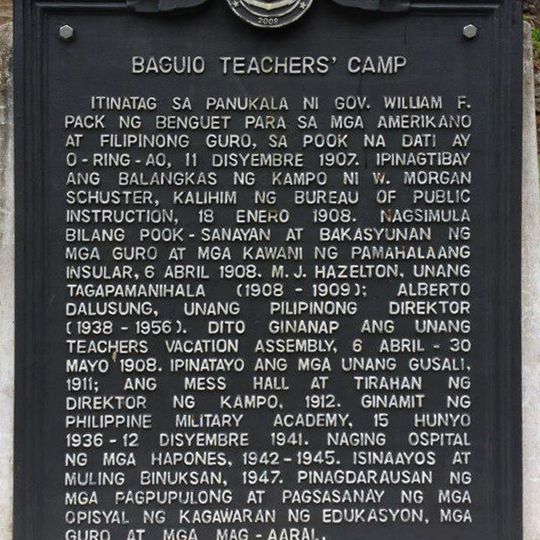 2008
BAGUIO TEACHERS' CAMP
ITINATAG SA PANUKALA NI GOV. WILLIAM F.
PACK NG BENGUET PARA SA MGA AMERIKANO
AT FILIPINONG GURO, SA POOK NA DATI AY
O-RING-AO, 11 DISYEMBRE 1907. IPINAGTIBAY
ANG BALANGKAS NG KAMPO NI W. MORGAN
SCHUSTER, KALIHIM NG BUREAU OF PUBLIC
INSTRUCTION, 18 ENERO 1908. NAGSIMULA
BILANG POOK-SANAYAN AT BAKASYUNAN NG
MGA GURO AT MGA KAWANI NG PAMAHALAANG
INSULAR, 6 ABRIL 1908. M.J. HAZELTON, UNANG
TAGAPAMANIHALA (1908 - 1909); ALBERTO
DALUSUNG, UNANG PILIPINONG DIREKTOR
(1938 - 1956). DITO GINANAP ANG UNANG
TEACHERS VACATION ASSEMBLY, 6 ABRIL - 30
MAYO 1908. IPINATAYO ANG MGA UNANG GUSALI,
1911; ANG MESS HALL AT TIRAHAN NG
DIREKTOR NG KAMPO, 1912. GINAMIT NG
PHILIPPINE MILITARY ACADEMY, 15 HUNYO
1936 - 12 DISYEMBRE 1941. NAGING OSPITAL
NG MGA HAPONES, 1942-1945. ISINAAYOS AT
MULING BINUKSAN, 1947. PINAGDARAUSAN NG
MGA PAGPUPULONG AT PAGSASANAY NG MGA
OPISYAL NG KAGAWARAN NG EDUKASYON, MGA
GURO AT MGA MAG-AARAL.